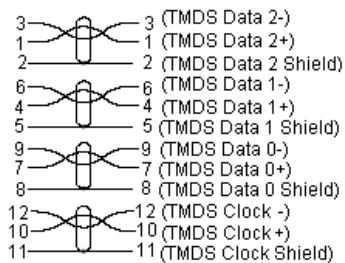 3 3 (TMDS Data 2-)
1 1 (TMDS Data 2+)
2 2 (TMDS Data 2 Shield)
6 6 (TMDS Data 1-)
4 4 (TMDS Data 1+)
5 5 (TMDS Data 1 Shield)
9 9 (TMDS Data 0-)
7 7 (TMDS Data 0+)
8 8 (TMDS Data 0 Shield)
12 12 (TMDS Clock -)
10 10 (TMDS Clock +)
11 11 (TMDS Clock Shield)